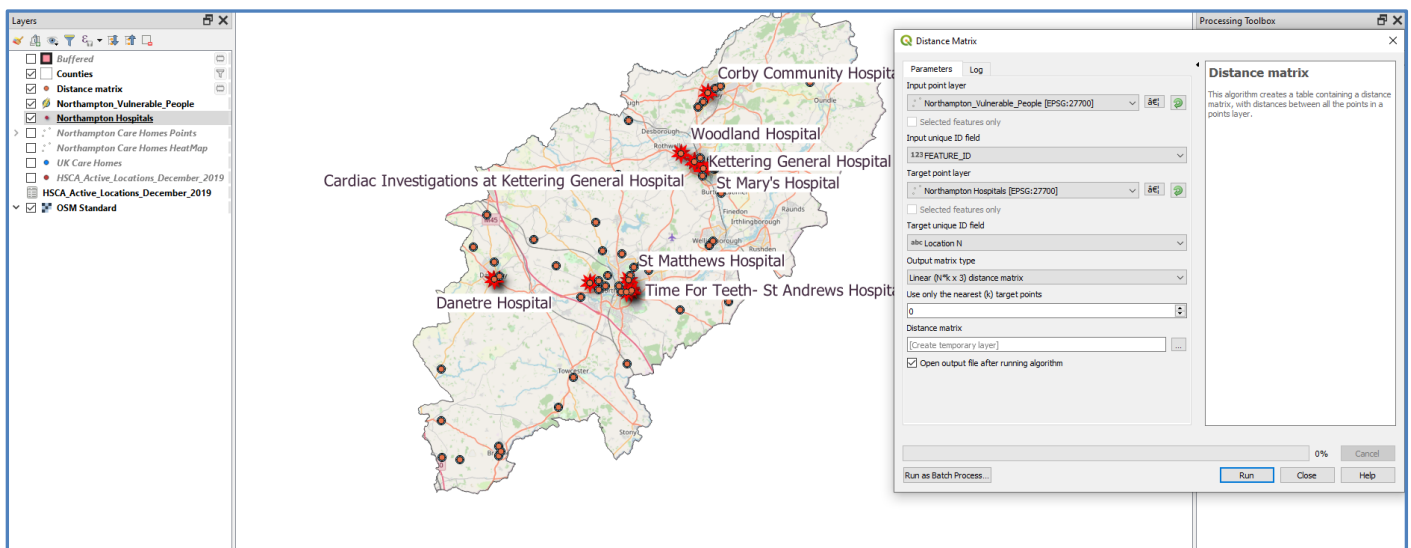 Layers
Buffered
Counties
Distance matrix
Northampton_Vulnerable_People
Northampton Hospitals
Northampton Care Homes Points
Northampton Care Homes HeatMap
UK Care Homes
HSCA_Active_Locations_December_2019
HSCA_Active_Locations_December_2019
OSM Standard
Corby Community Hospita
Oundle
Desborough
Woodland Hospital
Rothwell
Kettering General Hospital
Cardiac Investigations at Kettering General Hospital
St Mary's Hospital
Burt
Finedon
Raunds
Irthlingborough
M45
Rushden
St Matthews Hospital
Time For Teeth- St Andrews Hospita
Danetre Hospital
Towcester
Stony
Processing Toolbox
Distance Matrix
Parameters
Log
Input point layer
Northampton_Vulnerable_People [EPSG:27700]
â€¦
Selected features only
Input unique ID field
123 FEATURE_ID
Target point layer
Northampton Hospitals [EPSG:27700]
â€¦
Selected features only
Target unique ID field
abc Location N
Output matrix type
Linear (N*k x 3) distance matrix
Use only the nearest (k) target points
0
Distance matrix
[Create temporary layer]
...
Open output file after running algorithm
Distance matrix
This algorithm creates a table containing a distance
matrix, with distances between all the points in a
points layer.
0%
Cancel
Run as Batch Process...
Run
Close
Help